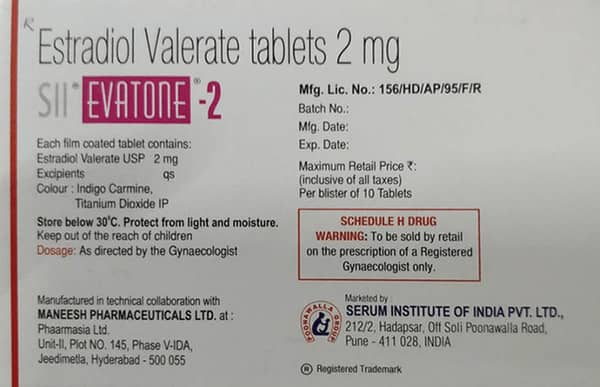 Rx
Estradiol Valerate tablets 2 mg
SII® EVATONE®-2
Each film coated tablet contains:
Estradiol Valerate USP 2 mg
Excipients qs
Colour : Indigo Carmine,
Titanium Dioxide IP
Store below 30°C. Protect from light and moisture.
Keep out of the reach of children
Dosage: As directed by the Gynaecologist
Manufactured in technical collaboration with
MANEESH PHARMACEUTICALS LTD. at :
Phaarmasia Ltd.
Unit-II, Plot NO. 145, Phase V-IDA,
Jeedimetla, Hyderabad - 500 055
Mfg. Lic. No.: 156/HD/AP/95/F/R
Batch No.:
Mfg. Date:
Exp. Date:
Maximum Retail Price ₹:
(inclusive of all taxes)
Per blister of 10 Tablets
SCHEDULE H DRUG
WARNING: To be sold by retail
on the prescription of a Registered
Gynaecologist only.
Marketed by :
POONAWALLA GROUP
SERUM INSTITUTE OF INDIA PVT. LTD.,
212/2, Hadapsar, Off Soli Poonawalla Road,
Pune - 411 028, INDIA
® Registered Trademark